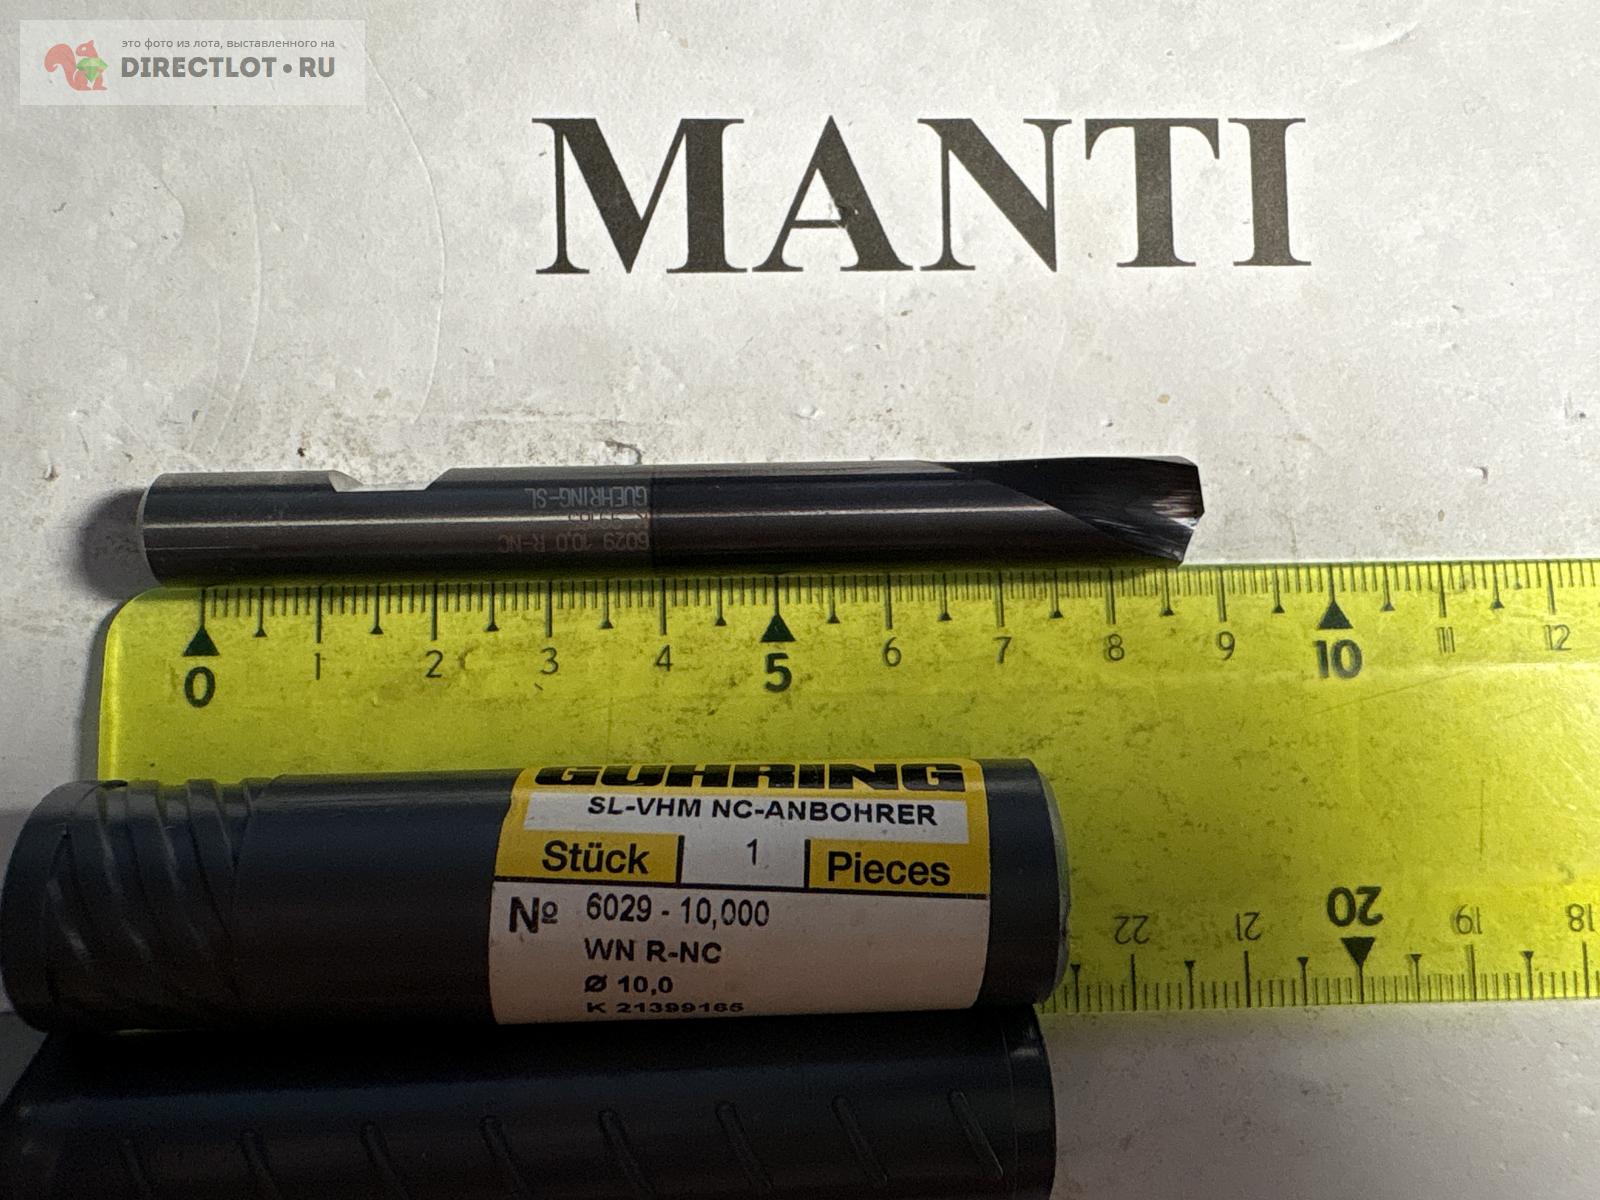 это фото из лота, выставленного на
DIRECTLOT•RU
MANTI
GUEHRING-SL
6029 10,0 R-NC
0 1 2 3 4 5 6 7 8 9 10 11 12
GÜHRING
SL-VHM NC-ANBOHRER
Stück 1 Pieces
Nº 6029 - 10,000
WN R-NC
Ø 10,0
K 21399165
22 21 20 19 18